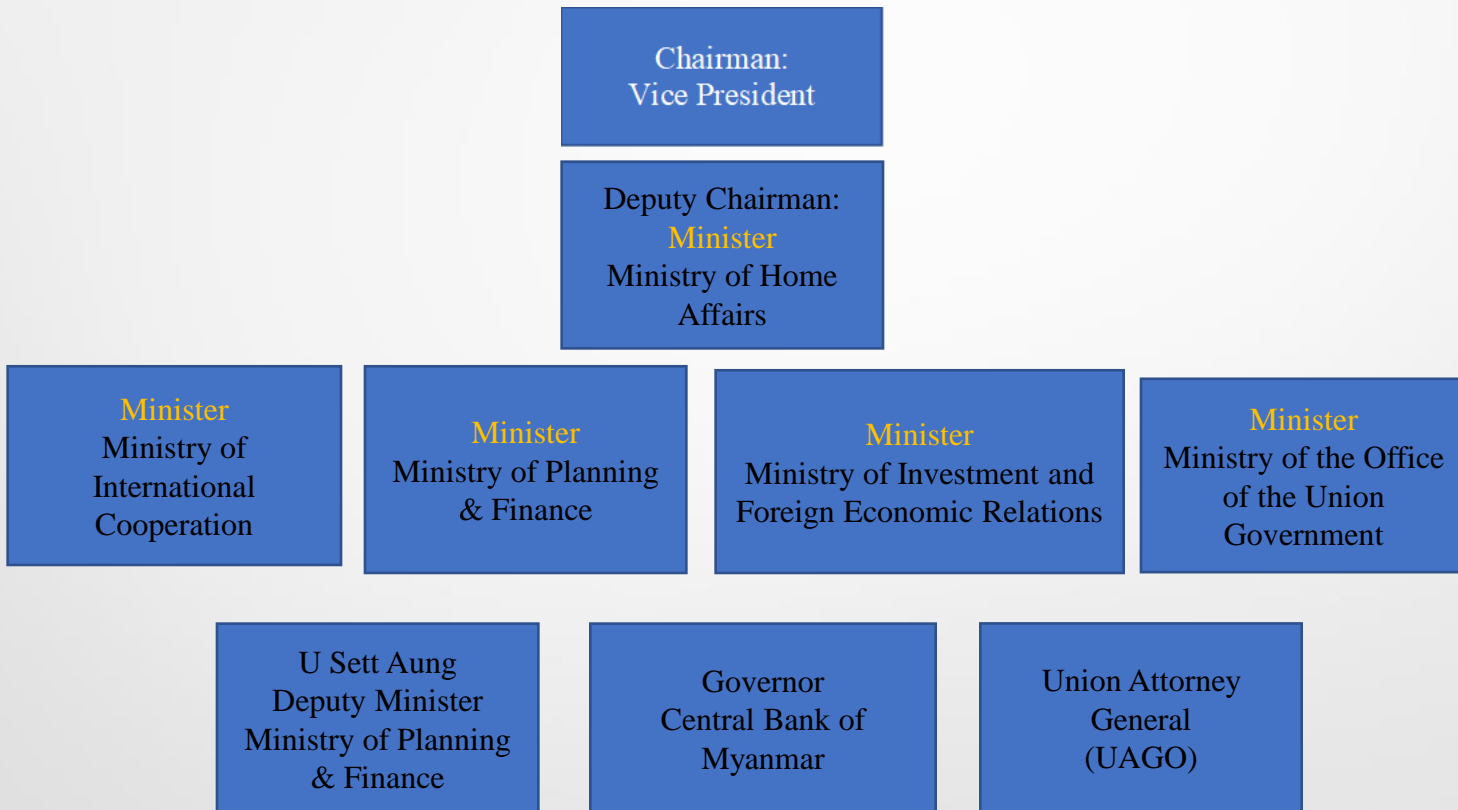 Chairman:
Vice President
Deputy Chairman:
Minister
Ministry of Home
Affairs
Minister
Ministry of
International
Cooperation
Minister
Ministry of Planning
& Finance
Minister
Ministry of Investment and
Foreign Economic Relations
Minister
Ministry of the Office
of the Union
Government
U Sett Aung
Deputy Minister
Ministry of Planning
& Finance
Governor
Central Bank of
Myanmar
Union Attorney
General
(UAGO)